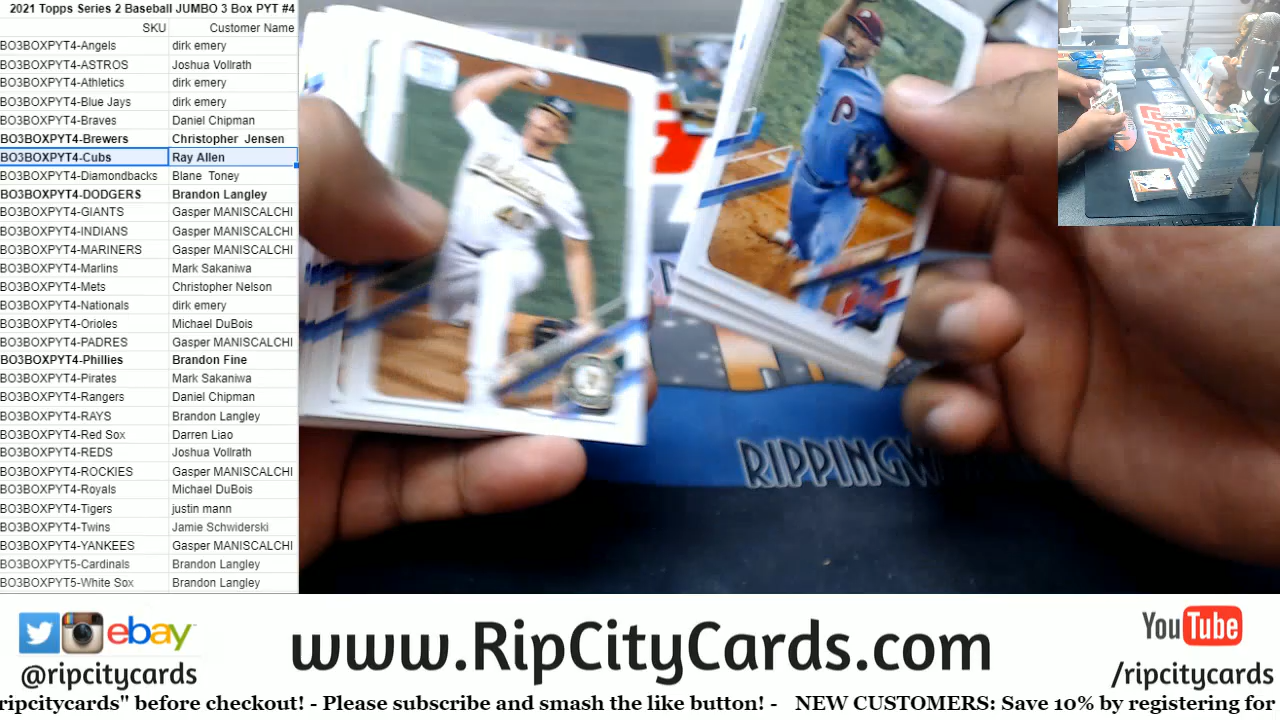 2021 Topps Series 2 Baseball JUMBO 3 Box PYT #4
SKU Customer Name
BO3BOXPYT4-Angels dirk emery
BO3BOXPYT4-ASTROS Joshua Vollrath
BO3BOXPYT4-Athletics dirk emery
BO3BOXPYT4-Blue Jays dirk emery
BO3BOXPYT4-Braves Daniel Chipman
BO3BOXPYT4-Brewers Christopher Jensen
BO3BOXPYT4-Cubs Ray Allen
BO3BOXPYT4-Diamondbacks Blane Toney
BO3BOXPYT4-DODGERS Brandon Langley
BO3BOXPYT4-GIANTS Gasper MANISCALCHI
BO3BOXPYT4-INDIANS Gasper MANISCALCHI
BO3BOXPYT4-MARINERS Gasper MANISCALCHI
BO3BOXPYT4-Marlins Mark Sakaniwa
BO3BOXPYT4-Mets Christopher Nelson
BO3BOXPYT4-Nationals dirk emery
BO3BOXPYT4-Orioles Michael DuBois
BO3BOXPYT4-PADRES Gasper MANISCALCHI
BO3BOXPYT4-Phillies Brandon Fine
BO3BOXPYT4-Pirates Mark Sakaniwa
BO3BOXPYT4-Rangers Daniel Chipman
BO3BOXPYT4-RAYS Brandon Langley
BO3BOXPYT4-Red Sox Darren Liao
BO3BOXPYT4-REDS Joshua Vollrath
BO3BOXPYT4-ROCKIES Gasper MANISCALCHI
BO3BOXPYT4-Royals Michael DuBois
BO3BOXPYT4-Tigers justin mann
BO3BOXPYT4-Twins Jamie Schwiderski
BO3BOXPYT4-YANKEES Gasper MANISCALCHI
BO3BOXPYT5-Cardinals Brandon Langley
BO3BOXPYT5-White Sox Brandon Langley
P
RIPPINGW
ebay
@ripcitycards
www.RipCityCards.com
YouTube
/ripcitycards
ripcitycards" before checkout! - Please subscribe and smash the like button! - NEW CUSTOMERS: Save 10% by registering for